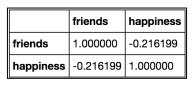 friends happiness
friends 1.000000 -0.216199
happiness -0.216199 1.000000